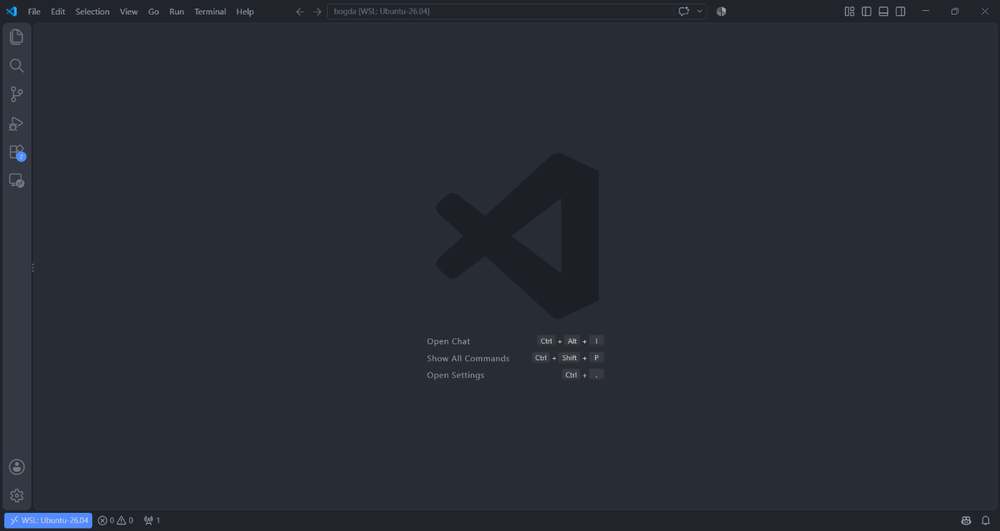 File Edit Selection View Go Run Terminal Help
bogda [WSL: Ubuntu-26.04]
2
Open Chat Ctrl + Alt + I
Show All Commands Ctrl + Shift + P
Open Settings Ctrl + ,
WSL: Ubuntu-26.04 0 0 1